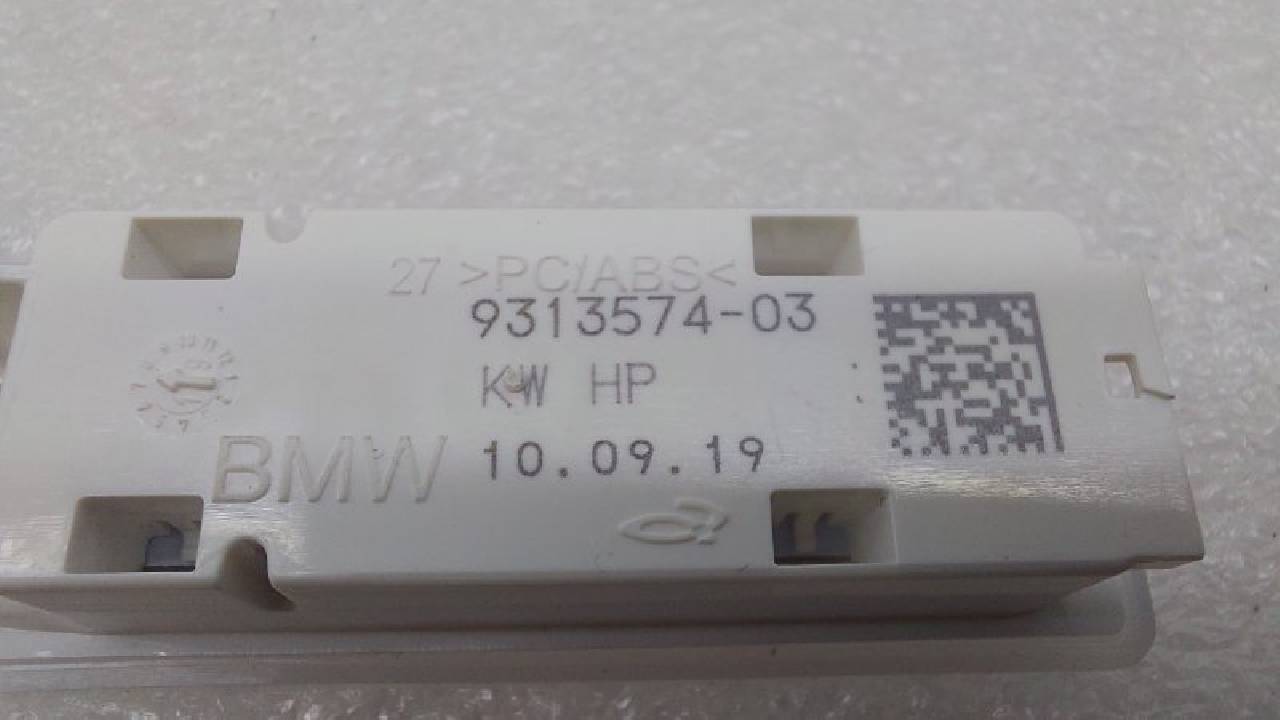 27 >PC/ABS<
9313574-03
KW HP
BMW 10.09.19